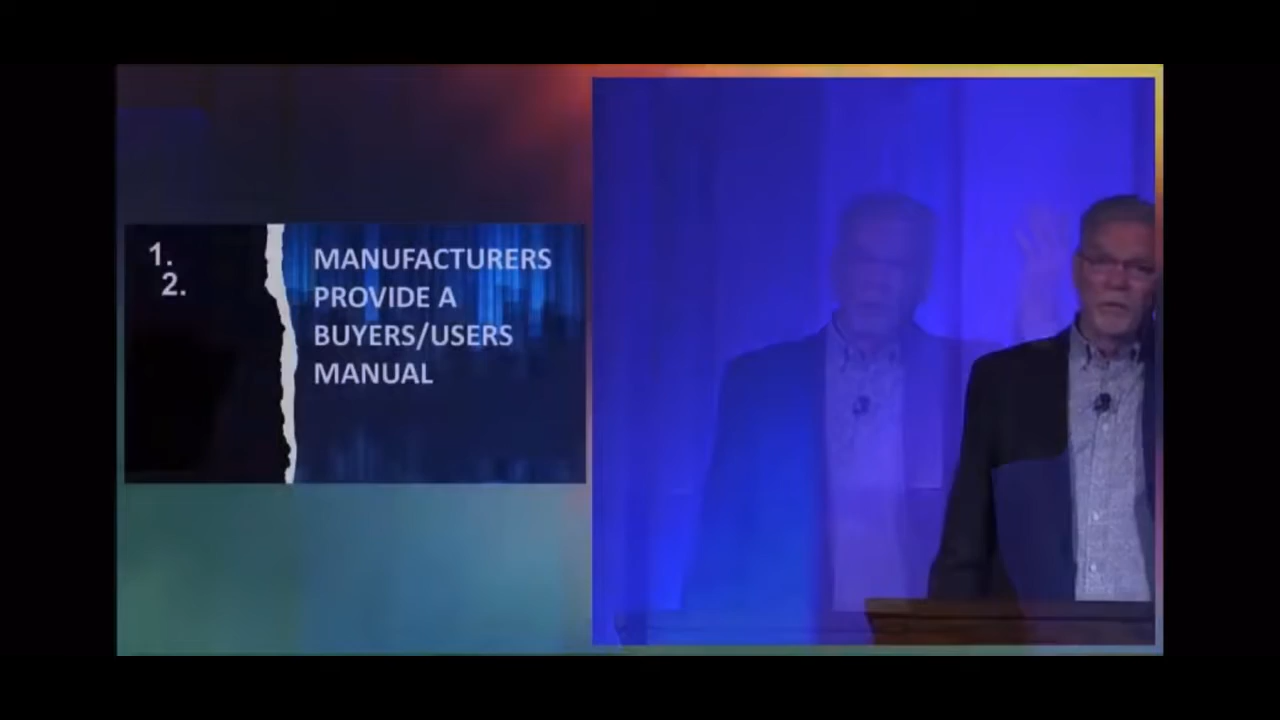 1.
2.
MANUFACTURERS
PROVIDE A
BUYERS/USERS
MANUAL